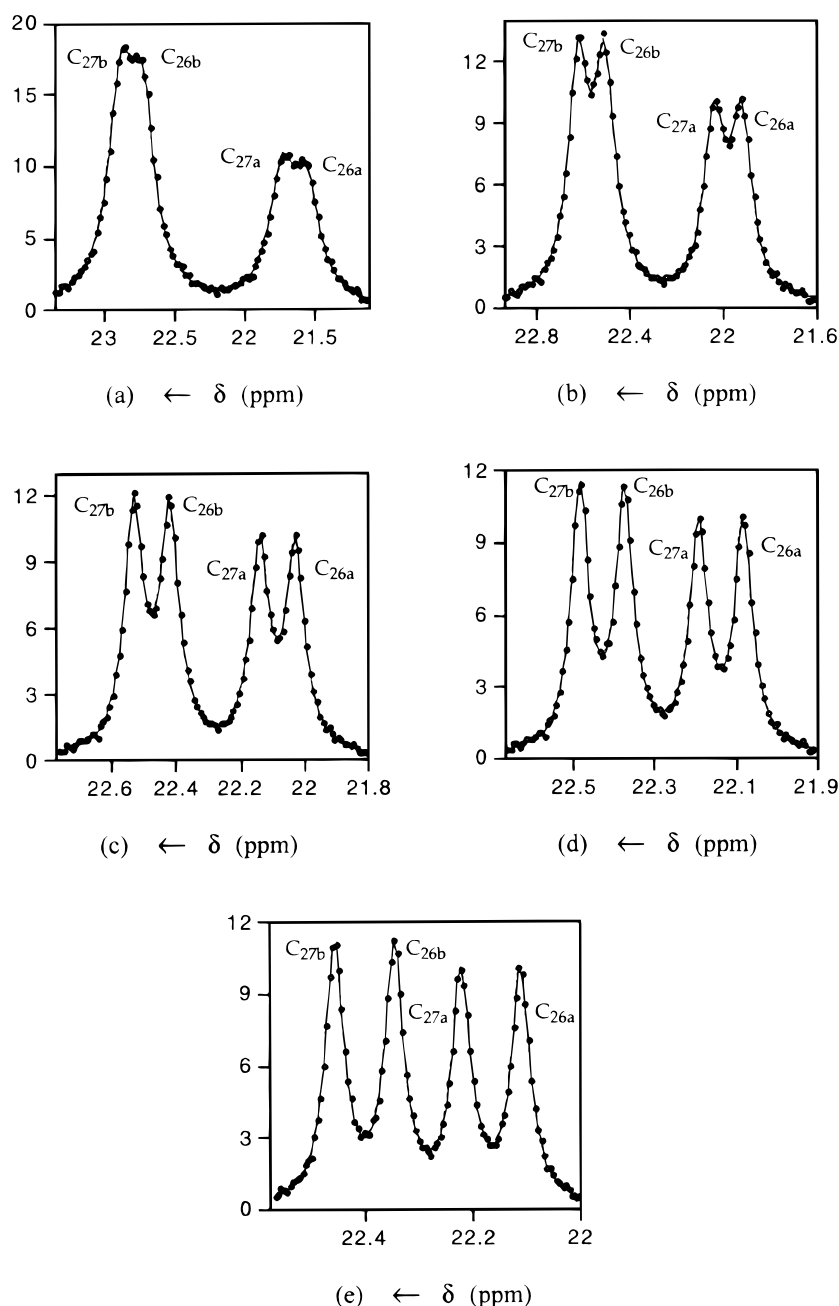 20
15
10
5
0
C27b
C26b
C27a
C26a
23 22.5 22 21.5
(a) ← δ (ppm)
12
9
6
3
0
C27b
C26b
C27a
C26a
22.8 22.4 22 21.6
(b) ← δ (ppm)
12
9
6
3
0
C27b
C26b
C27a
C26a
22.6 22.4 22.2 22 21.8
(c) ← δ (ppm)
12
9
6
3
0
C27b
C26b
C27a
C26a
22.5 22.3 22.1 21.9
(d) ← δ (ppm)
12
9
6
3
0
C27b
C26b
C27a
C26a
22.4 22.2 22
(e) ← δ (ppm)